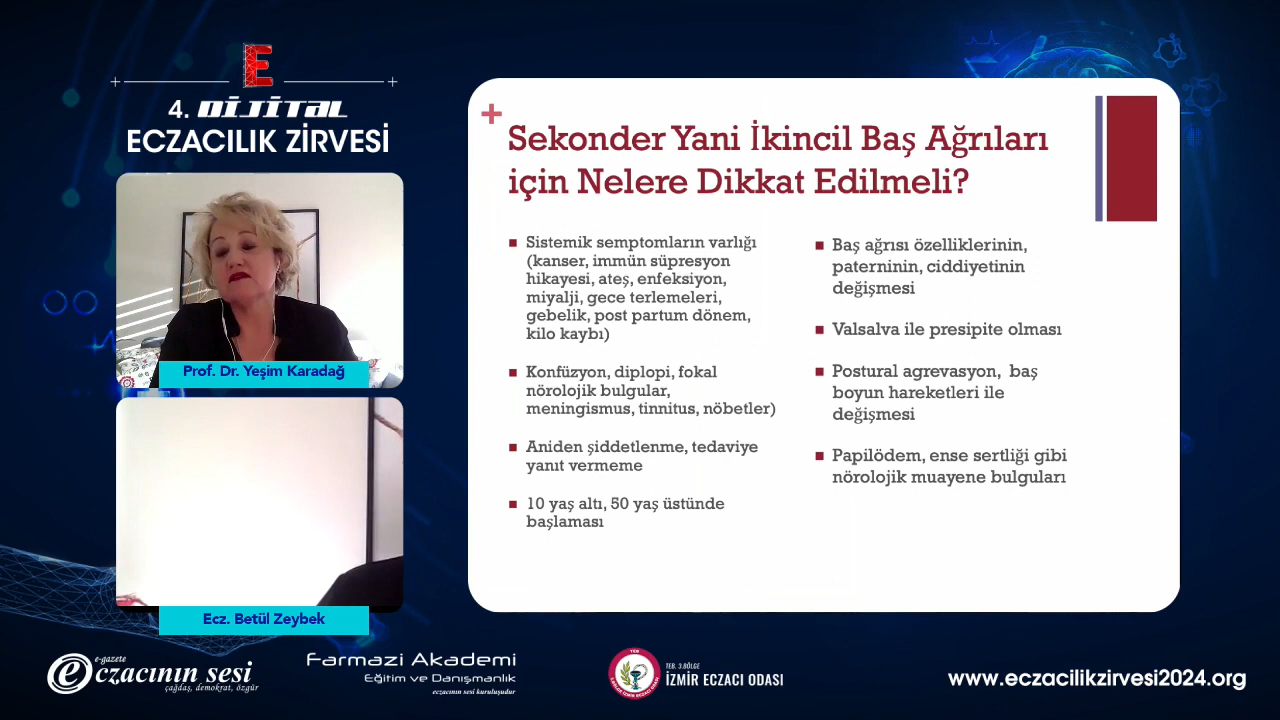 E
4. DİJİTAL
ECZACILIK ZİRVESİ
Prof. Dr. Yeşim Karadağ
Ecz. Betül Zeybek
+
Sekonder Yani İkincil Baş Ağrıları
için Nelere Dikkat Edilmeli?
■ Sistemik semptomların varlığı
(kanser, immün süpresyon
hikayesi, ateş, enfeksiyon,
miyalji, gece terlemeleri,
gebelik, post partum dönem,
kilo kaybı)
■ Konfüzyon, diplopi, fokal
nörolojik bulgular,
meningismus, tinnitus, nöbetler)
■ Aniden şiddetlenme, tedaviye
yanıt vermeme
■ 10 yaş altı, 50 yaş üstünde
başlaması
■ Baş ağrısı özelliklerinin,
paterninin, ciddiyetinin
değişmesi
■ Valsalva ile presipite olması
■ Postural agrevasyon, baş
boyun hareketleri ile
değişmesi
■ Papilödem, ense sertliği gibi
nörolojik muayene bulguları
e-gazete
eczacının sesi
çağdaş, demokrat, özgür
Farmazi Akademi
Eğitim ve Danışmanlık
eczacının sesi kuruluşudur
TEB. 3.BÖLGE
İZMİR ECZACI ODASI
www.eczacilikzirvesi2024.org